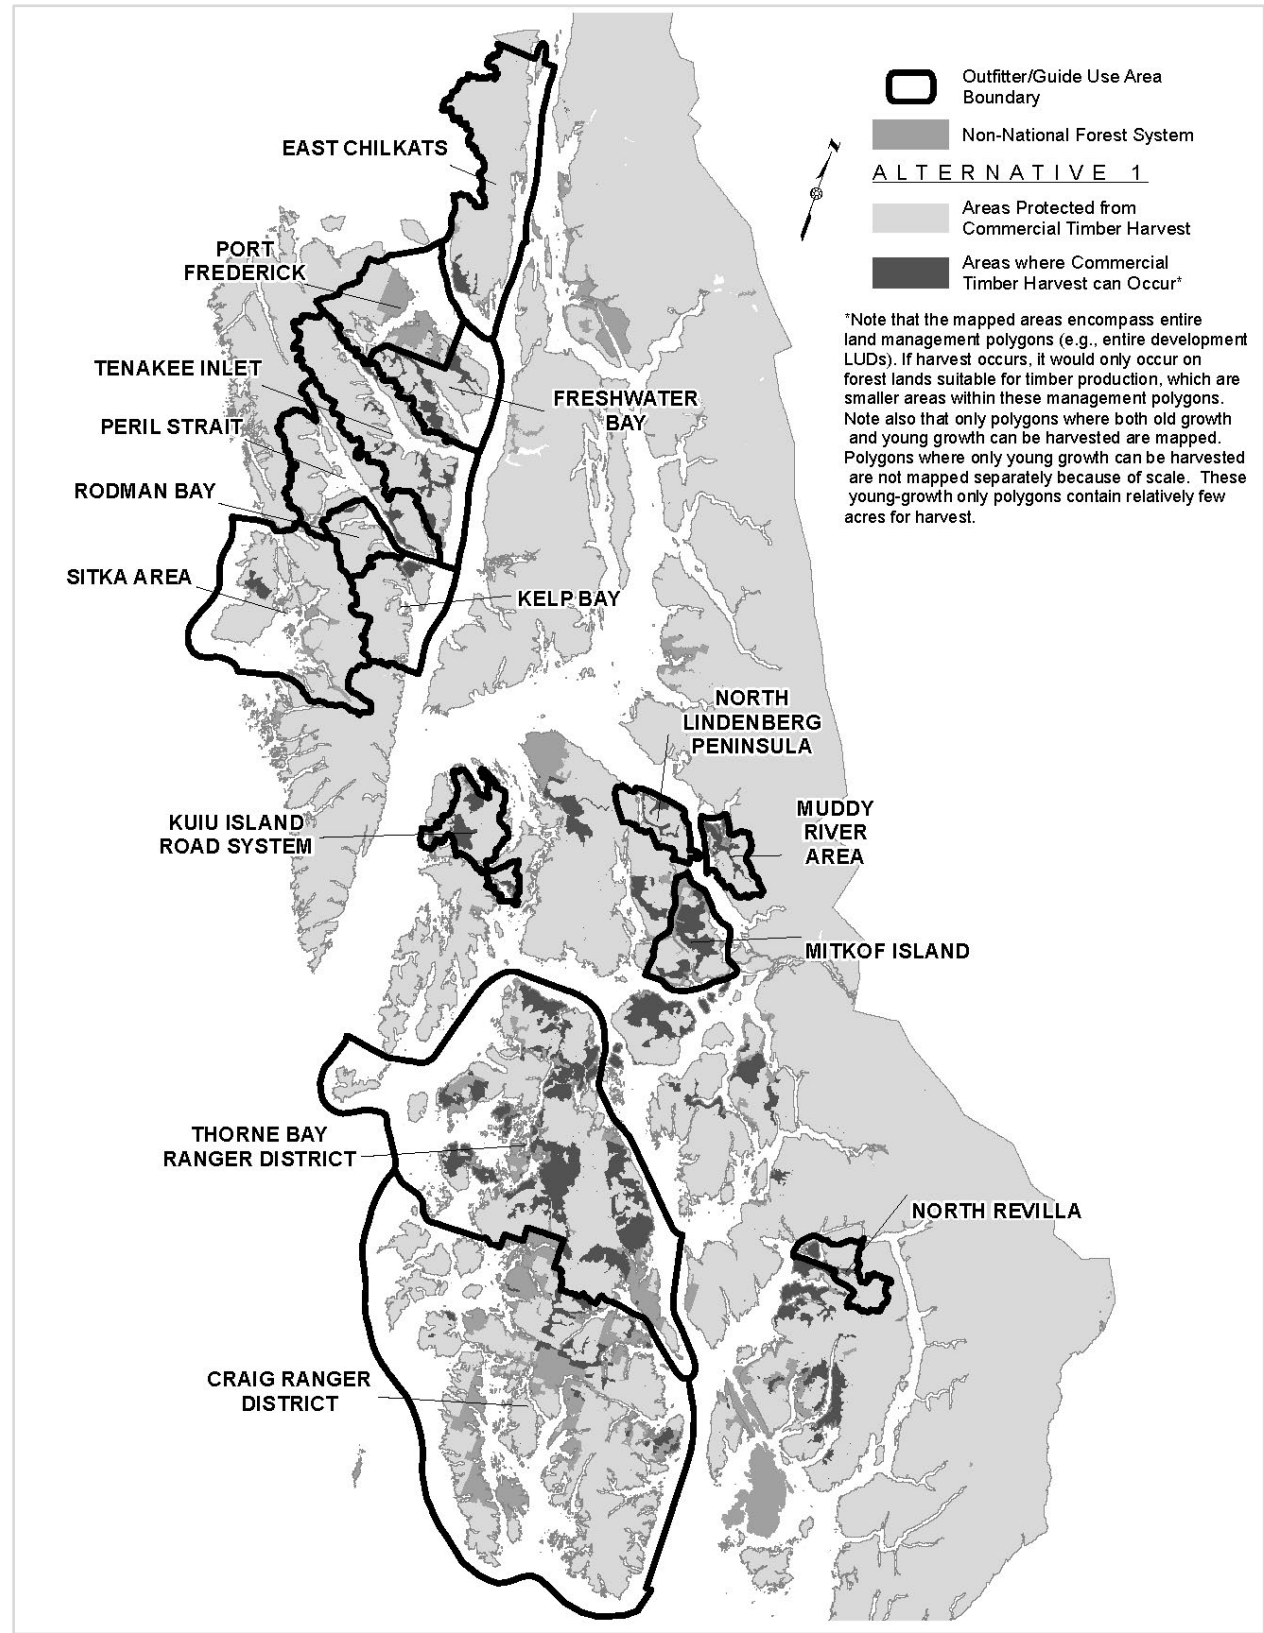 Outfitter/Guide Use Area
Boundary
Non-National Forest System
ALTERNATIVE 1
Areas Protected from
Commercial Timber Harvest
Areas where Commercial
Timber Harvest can Occur*
*Note that the mapped areas encompass entire
land management polygons (e.g., entire development
LUDs). If harvest occurs, it would only occur on
forest lands suitable for timber production, which are
smaller areas within these management polygons.
Note also that only polygons where both old growth
and young growth can be harvested are mapped.
Polygons where only young growth can be harvested
are not mapped separately because of scale. These
young-growth only polygons contain relatively few
acres for harvest.
N
EAST CHILKATS
PORT
FREDERICK
TENAKEE INLET
PERIL STRAIT
FRESHWATER
BAY
RODMAN BAY
SITKA AREA
KELP BAY
NORTH
LINDENBERG
PENINSULA
KUIU ISLAND
ROAD SYSTEM
MUDDY
RIVER
AREA
MITKOF ISLAND
THORNE BAY
RANGER DISTRICT
NORTH REVILLA
CRAIG RANGER
DISTRICT